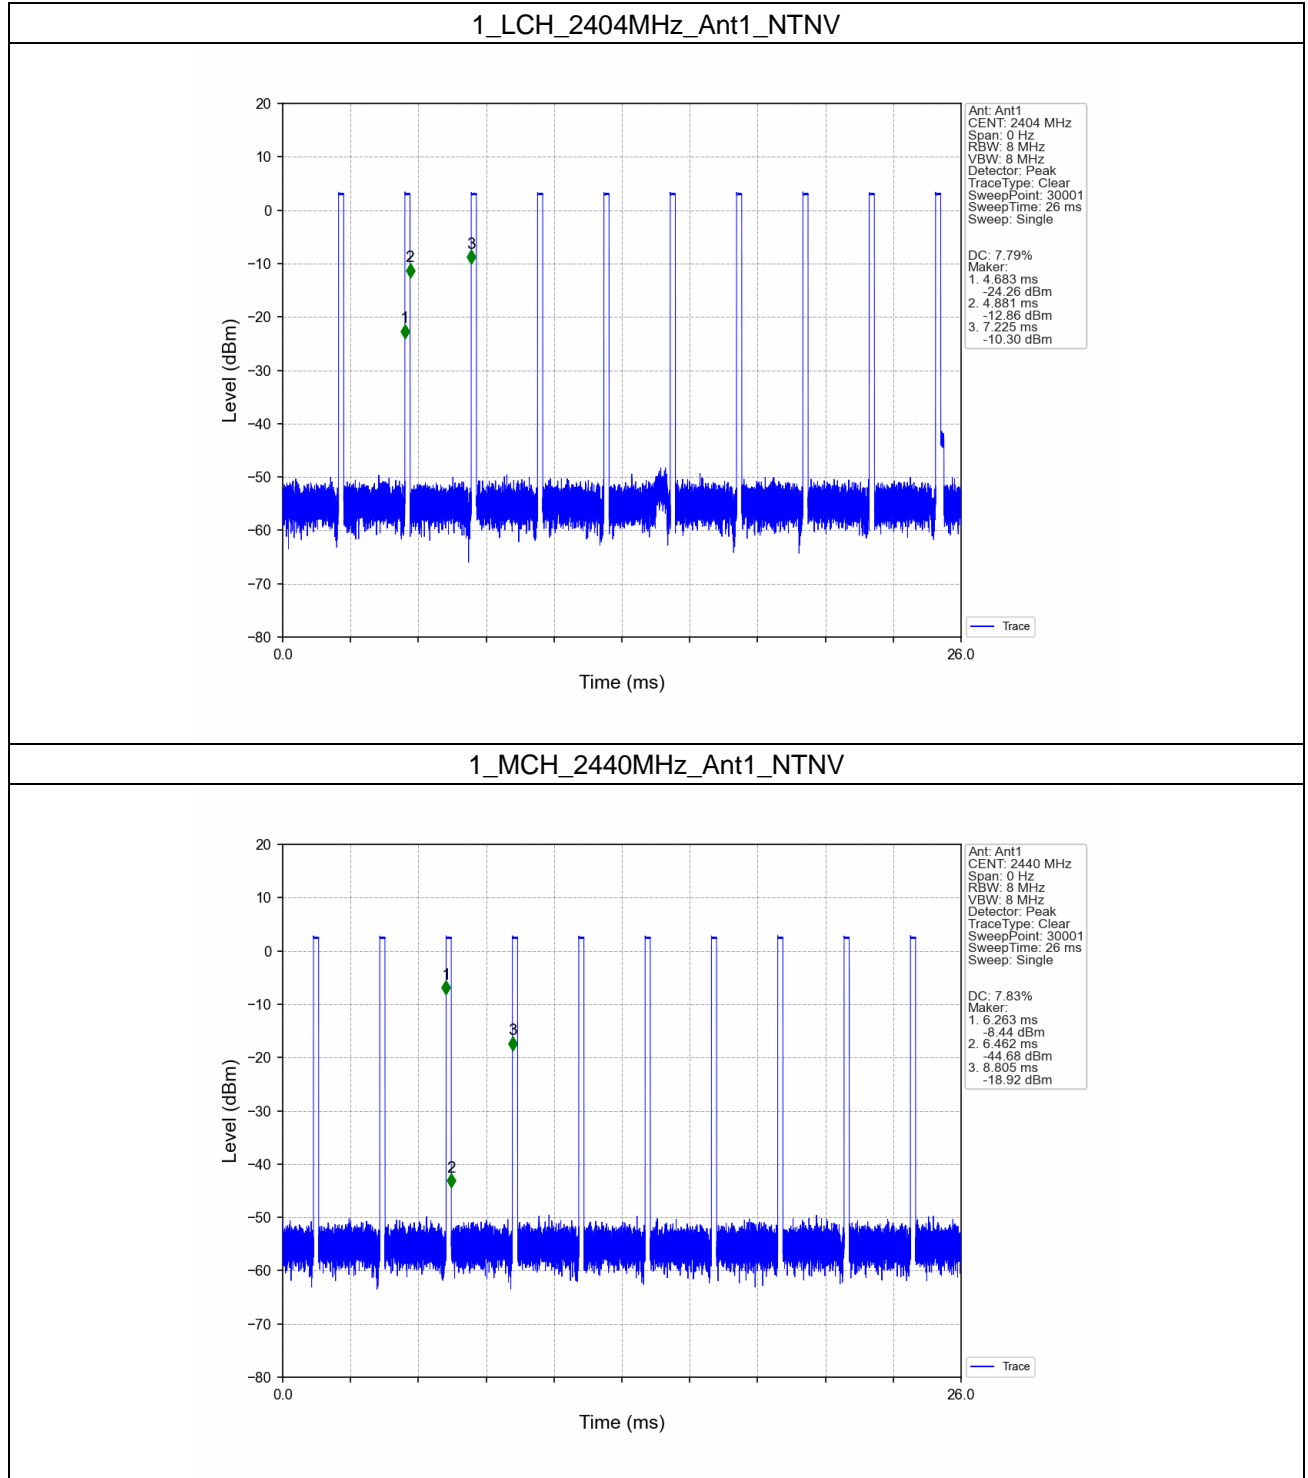 1_LCH_2404MHz_Ant1_NTNV
20
10
0
−10
−20
−30
−40
−50
−60
−70
−80
Level (dBm)
0.0
26.0
Time (ms)
1
2
3
Ant: Ant1
CENT: 2404 MHz
Span: 0 Hz
RBW: 8 MHz
VBW: 8 MHz
Detector: Peak
TraceType: Clear
SweepPoint: 30001
SweepTime: 26 ms
Sweep: Single
DC: 7.79%
Maker:
1. 4.683 ms
-24.26 dBm
2. 4.881 ms
-12.86 dBm
3. 7.225 ms
-10.30 dBm
Trace
1_MCH_2440MHz_Ant1_NTNV
20
10
0
−10
−20
−30
−40
−50
−60
−70
−80
Level (dBm)
0.0
26.0
Time (ms)
1
2
3
Ant: Ant1
CENT: 2440 MHz
Span: 0 Hz
RBW: 8 MHz
VBW: 8 MHz
Detector: Peak
TraceType: Clear
SweepPoint: 30001
SweepTime: 26 ms
Sweep: Single
DC: 7.83%
Maker:
1. 6.263 ms
-8.44 dBm
2. 6.462 ms
-44.68 dBm
3. 8.805 ms
-18.92 dBm
Trace